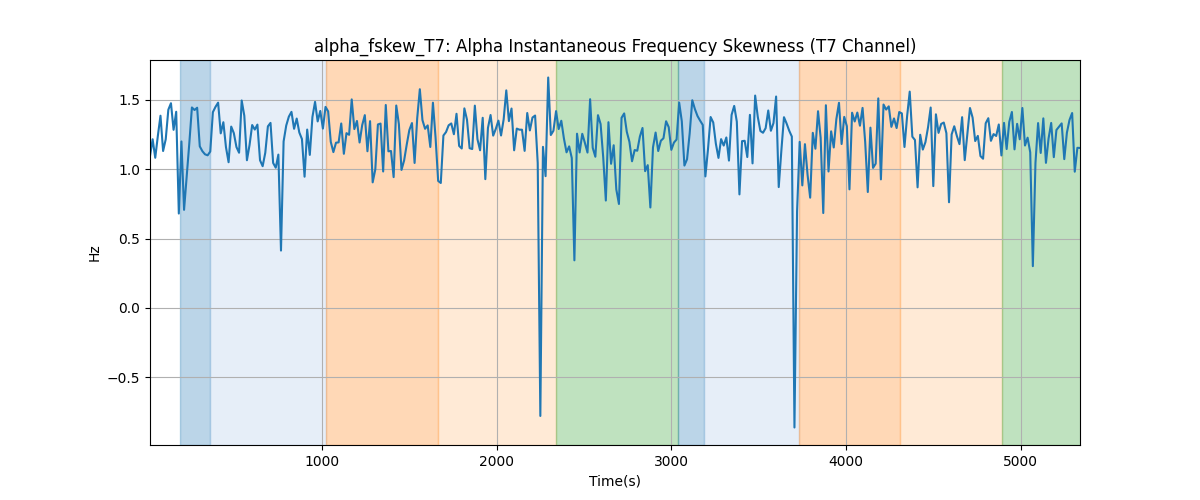 alpha_fskew_T7: Alpha Instantaneous Frequency Skewness (T7 Channel)
1.5
1.0
0.5
0.0
−0.5
Hz
1000 2000 3000 4000 5000
Time(s)